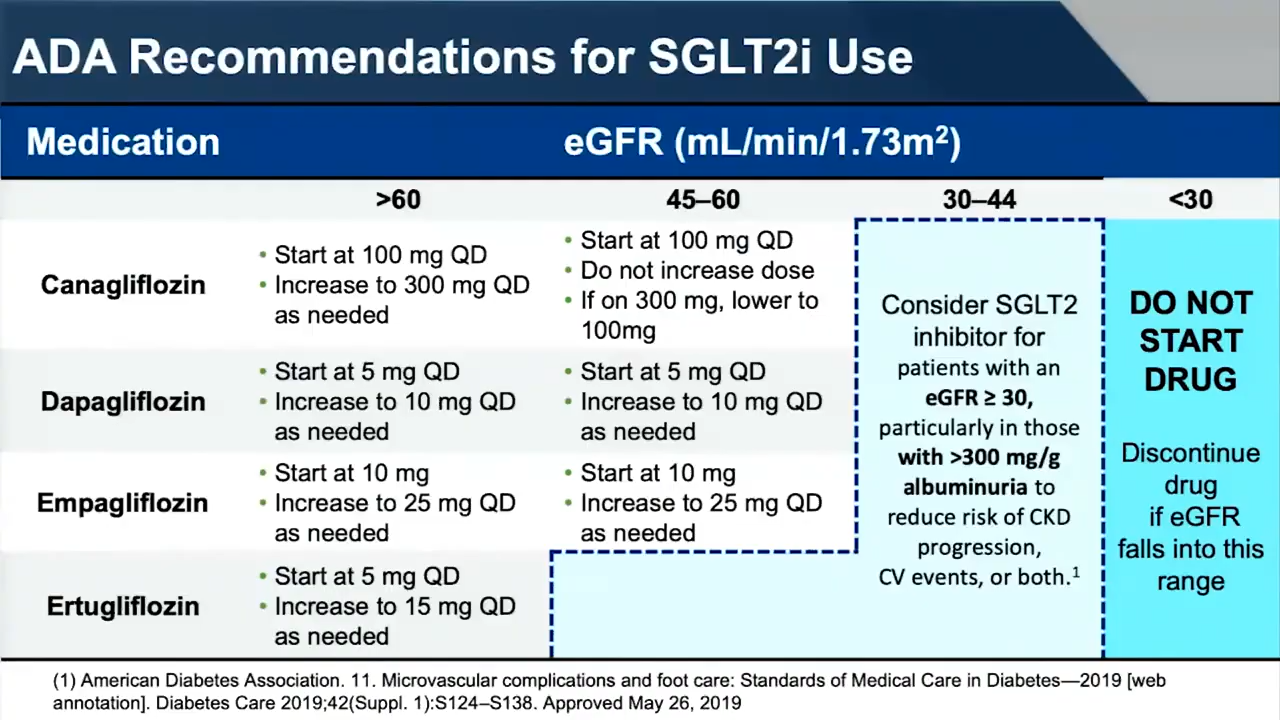 ADA Recommendations for SGLT2i Use
Medication
eGFR (mL/min/1.73m²)
>60
45–60
30–44
<30
Canagliflozin
• Start at 100 mg QD
• Increase to 300 mg QD
as needed
• Start at 100 mg QD
• Do not increase dose
• If on 300 mg, lower to
100mg
Dapagliflozin
• Start at 5 mg QD
• Increase to 10 mg QD
as needed
• Start at 5 mg QD
• Increase to 10 mg QD
as needed
Empagliflozin
• Start at 10 mg
• Increase to 25 mg QD
as needed
• Start at 10 mg
• Increase to 25 mg QD
as needed
Ertugliflozin
• Start at 5 mg QD
• Increase to 15 mg QD
as needed
Consider SGLT2
inhibitor for
patients with an
eGFR ≥ 30,
particularly in those
with >300 mg/g
albuminuria to
reduce risk of CKD
progression,
CV events, or both.¹
DO NOT
START
DRUG
Discontinue
drug
if eGFR
falls into this
range
(1) American Diabetes Association. 11. Microvascular complications and foot care: Standards of Medical Care in Diabetes—2019 [web
annotation]. Diabetes Care 2019;42(Suppl. 1):S124–S138. Approved May 26, 2019